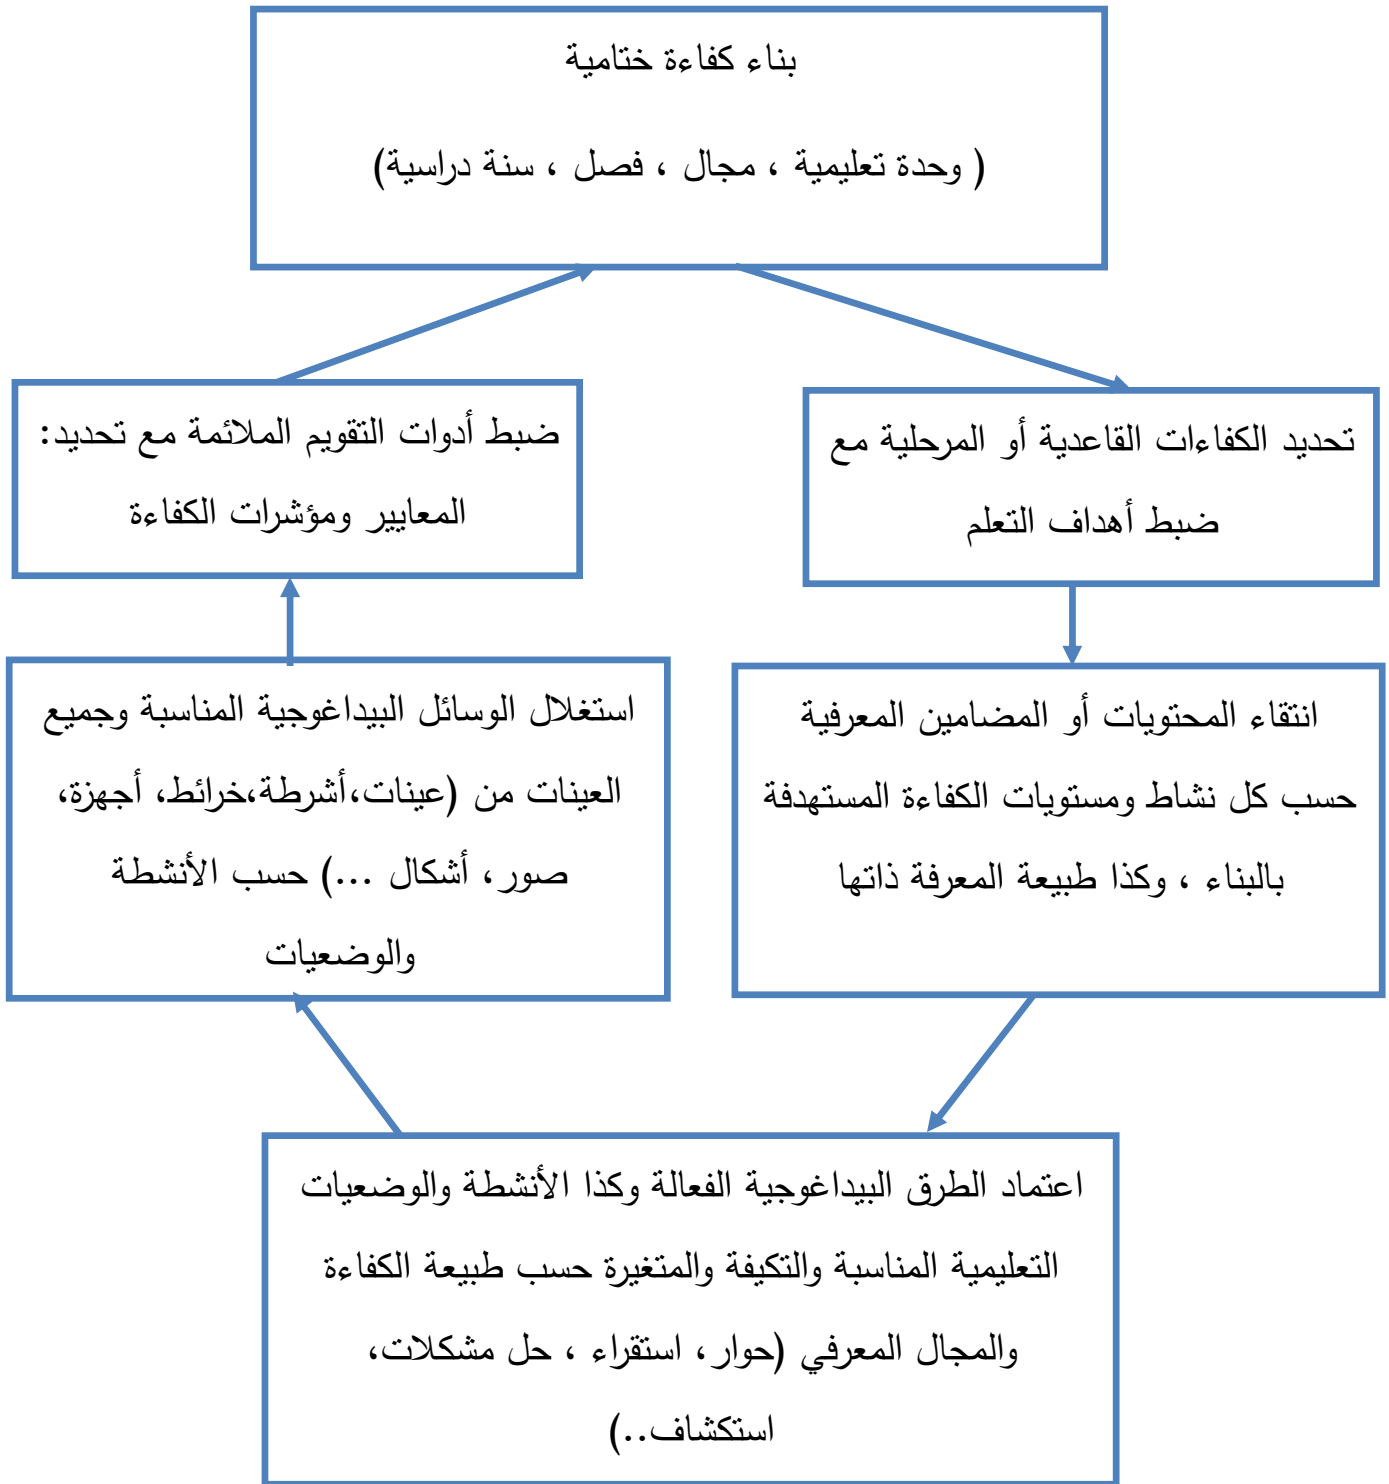 بناء كفاءة ختامية
( وحدة تعليمية ، مجال ، فصل ، سنة دراسية)
تحديد الكفاءات القاعدية أو المرحلية مع
ضبط أهداف التعلم
ضبط أدوات التقويم الملائمة مع تحديد:
المعايير ومؤشرات الكفاءة
انتقاء المحتويات أو المضامين المعرفية
حسب كل نشاط ومستويات الكفاءة المستهدفة
بالبناء ، وكذا طبيعة المعرفة ذاتها
استغلال الوسائل البيداغوجية المناسبة وجميع
العينات من (عينات،أشرطة،خرائط، أجهزة،
صور، أشكال ...) حسب الأنشطة
والوضعيات
اعتماد الطرق البيداغوجية الفعالة وكذا الأنشطة والوضعيات
التعليمية المناسبة والتكيفة والمتغيرة حسب طبيعة الكفاءة
والمجال المعرفي (حوار، استقراء ، حل مشكلات،
استكشاف..)